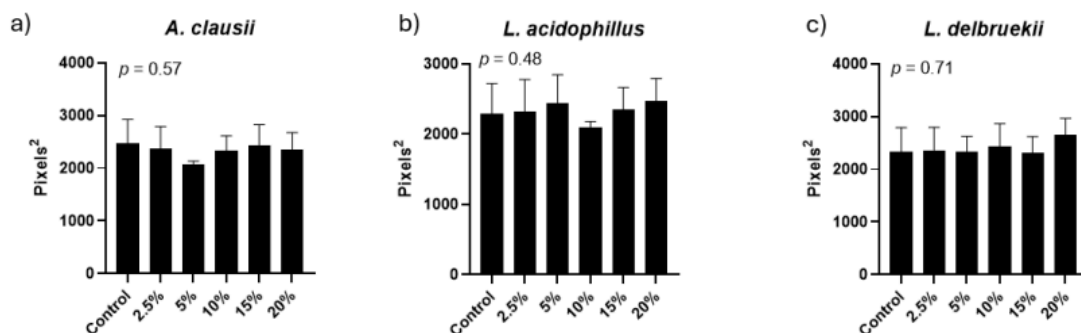 a)
A. clausii
p = 0.57
Pixels²
4000
3000
2000
1000
0
Control
2.5%
5%
10%
15%
20%
b)
L. acidophillus
p = 0.48
Pixels²
3000
2000
1000
0
Control
2.5%
5%
10%
15%
20%
c)
L. delbruekii
p = 0.71
Pixels²
4000
3000
2000
1000
0
Control
2.5%
5%
10%
15%
20%